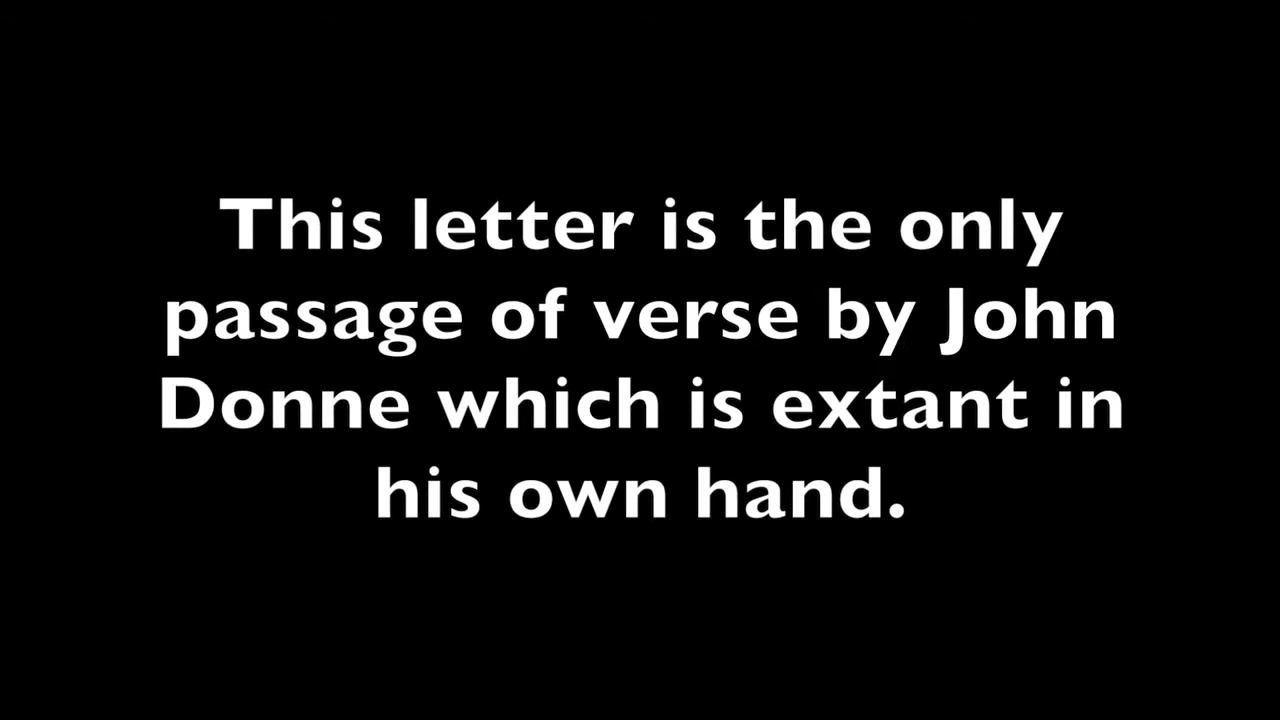 This letter is the only
passage of verse by John
Donne which is extant in
his own hand.